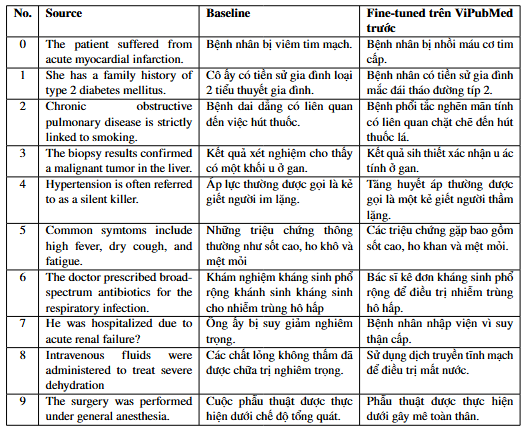 No. Source Baseline Fine-tuned trên ViPubMed
trước
0 The patient suffered from Bệnh nhân bị viêm tim mạch. Bệnh nhân bị nhồi máu cơ tim
acute myocardial infarction. cấp.
1 She has a family history of Cô ấy có tiền sử gia đình loại Bệnh nhân có tiền sử gia đình
type 2 diabetes mellitus. 2 tiểu thuyết gia đình. mắc đái tháo đường típ 2.
2 Chronic obstructive Bệnh dai dẳng có liên quan Bệnh phổi tắc nghẽn mãn tính
pulmonary disease is strictly đến việc hút thuốc. có liên quan chặt chẽ đến hút
linked to smoking. thuốc lá.
3 The biopsy results confirmed Kết quả xét nghiệm cho thấy Kết quả sih thiết xác nhận u ác
a malignant tumor in the liver. có một khối u ở gan. tính ở gan.
4 Hypertension is often referred Áp lực thường được gọi là kẻ Tăng huyết áp thường được
to as a silent killer. giết người im lặng. gọi là một kẻ giết người thầm
lặng.
5 Common symtoms include Những triệu chứng thông Các triệu chứng gặp bao gồm
high fever, dry cough, and thường như sốt cao, ho khô và sốt cao, ho khan và mệt mỏi.
fatigue. mệt mỏi
6 The doctor prescribed broad- Khám nghiệm kháng sinh phổ Bác sĩ kê đơn kháng sinh phổ
spectrum antibiotics for the rộng khánh sinh kháng sinh rộng để điều trị nhiễm trùng
respiratory infection. cho nhiễm trùng hô hấp hô hấp.
7 He was hospitalized due to Ông ấy bị suy giảm nghiêm Bệnh nhân nhập viện vì suy
acute renal failure? trọng. thận cấp.
8 Intravenous fluids were Các chất lỏng không thấm đã Sử dụng dịch truyền tĩnh mạch
administered to treat severe được chữa trị nghiêm trọng. để điều trị mất nước.
dehydration
9 The surgery was performed Cuộc phẫu thuật được thực Phẫu thuật được thực hiện
under general anesthesia. hiện dưới chế độ tổng quát. dưới gây mê toàn thân.